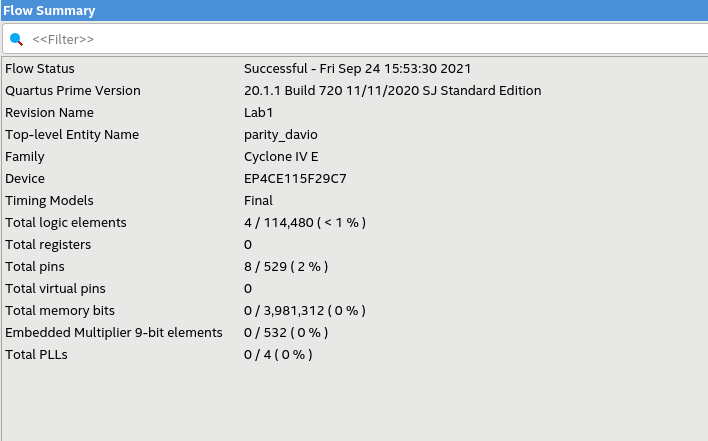 Flow Summary
<<Filter>>
Flow Status Successful - Fri Sep 24 15:53:30 2021
Quartus Prime Version 20.1.1 Build 720 11/11/2020 SJ Standard Edition
Revision Name Lab1
Top-level Entity Name parity_davio
Family Cyclone IV E
Device EP4CE115F29C7
Timing Models Final
Total logic elements 4 / 114,480 ( < 1 % )
Total registers 0
Total pins 8 / 529 ( 2 % )
Total virtual pins 0
Total memory bits 0 / 3,981,312 ( 0 % )
Embedded Multiplier 9-bit elements 0 / 532 ( 0 % )
Total PLLs 0 / 4 ( 0 % )